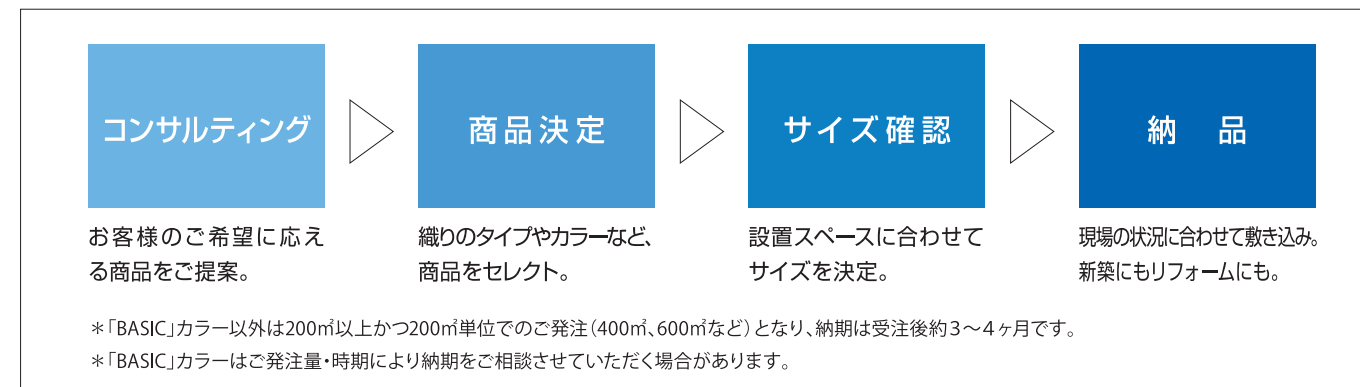 コンサルティング
商品決定
サイズ確認
納　品
お客様のご希望に応え
る商品をご提案。
織りのタイプやカラーなど、
商品をセレクト。
設置スペースに合わせて
サイズを決定。
現場の状況に合わせて敷き込み。
新築にもリフォームにも。
＊「BASIC」カラー以外は200㎡以上かつ200㎡単位でのご発注（400㎡、600㎡など）となり、納期は受注後約３〜４ヶ月です。
＊「BASIC」カラーはご発注量・時期により納期をご相談させていただく場合があります。